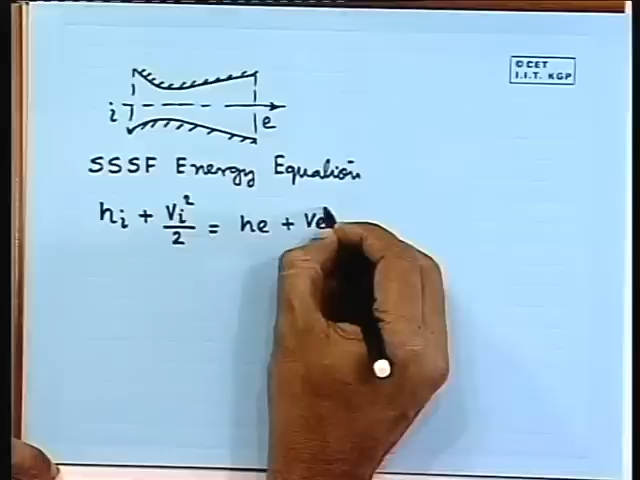 © CET
I.I.T. KGP
i
e
SSSF Energy Equation
hi + Vi²/2 = he + Ve